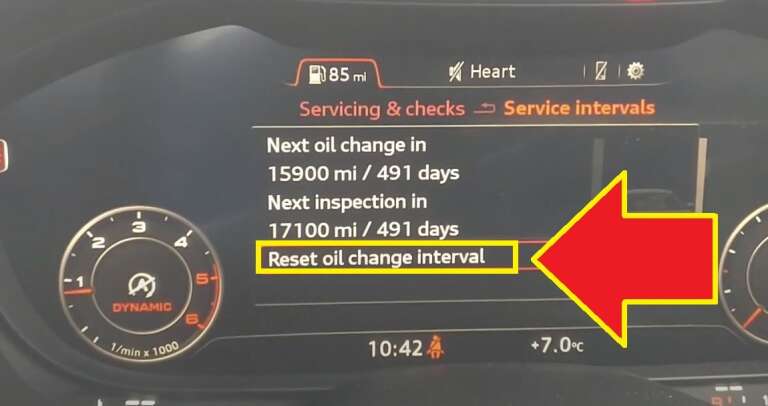 85 mi
Heart
Servicing & checks Service intervals
Next oil change in
15900 mi / 491 days
Next inspection in
17100 mi / 491 days
Reset oil change interval
1
2
3
4
5
6
DYNAMIC
1/min x 1000
10:42
+7.0°C